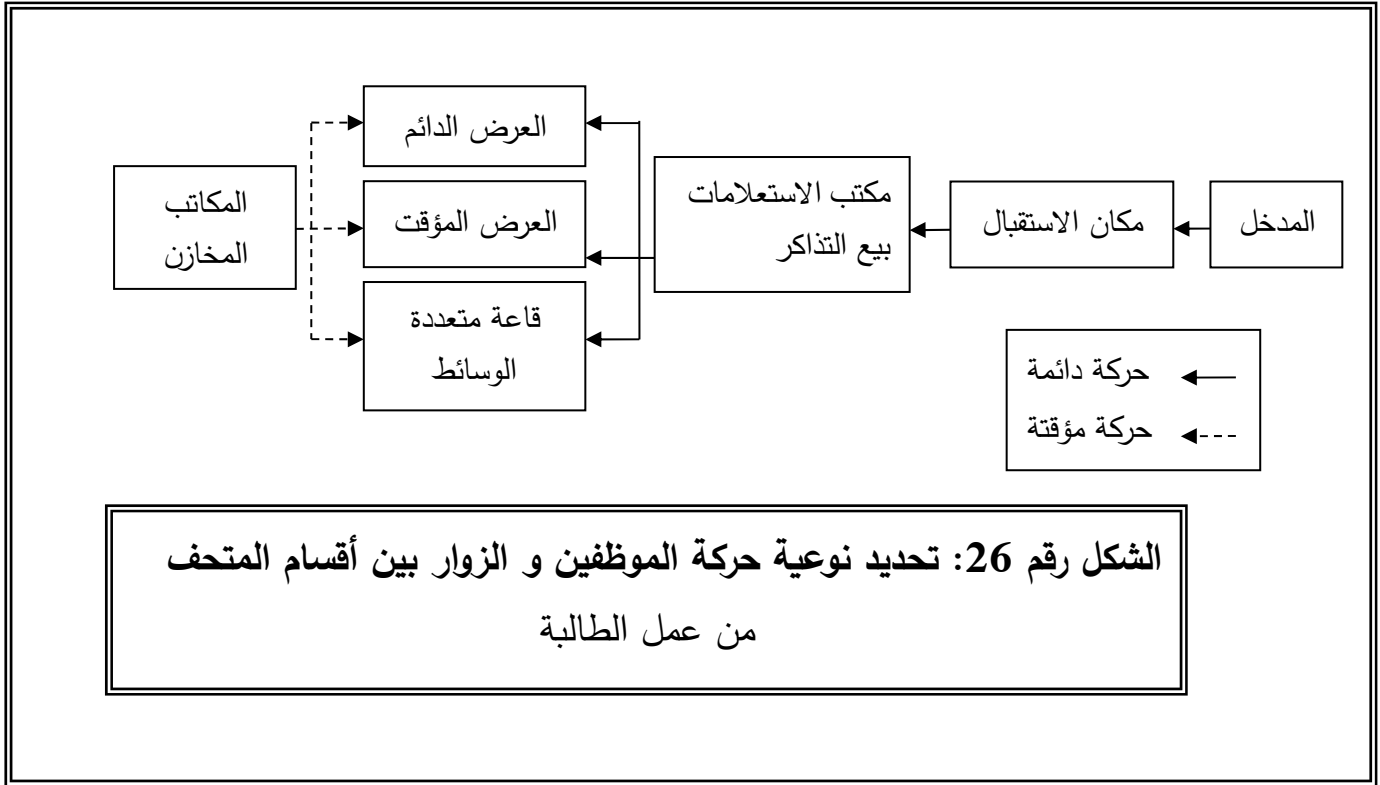 المدخل
مكان الاستقبال
مكتب الاستعلامات
بيع التذاكر
العرض الدائم
العرض المؤقت
قاعة متعددة
الوسائط
المكاتب
المخازن
حركة دائمة
حركة مؤقتة
الشكل رقم 26: تحديد نوعية حركة الموظفين و الزوار بين أقسام المتحف
من عمل الطالبة